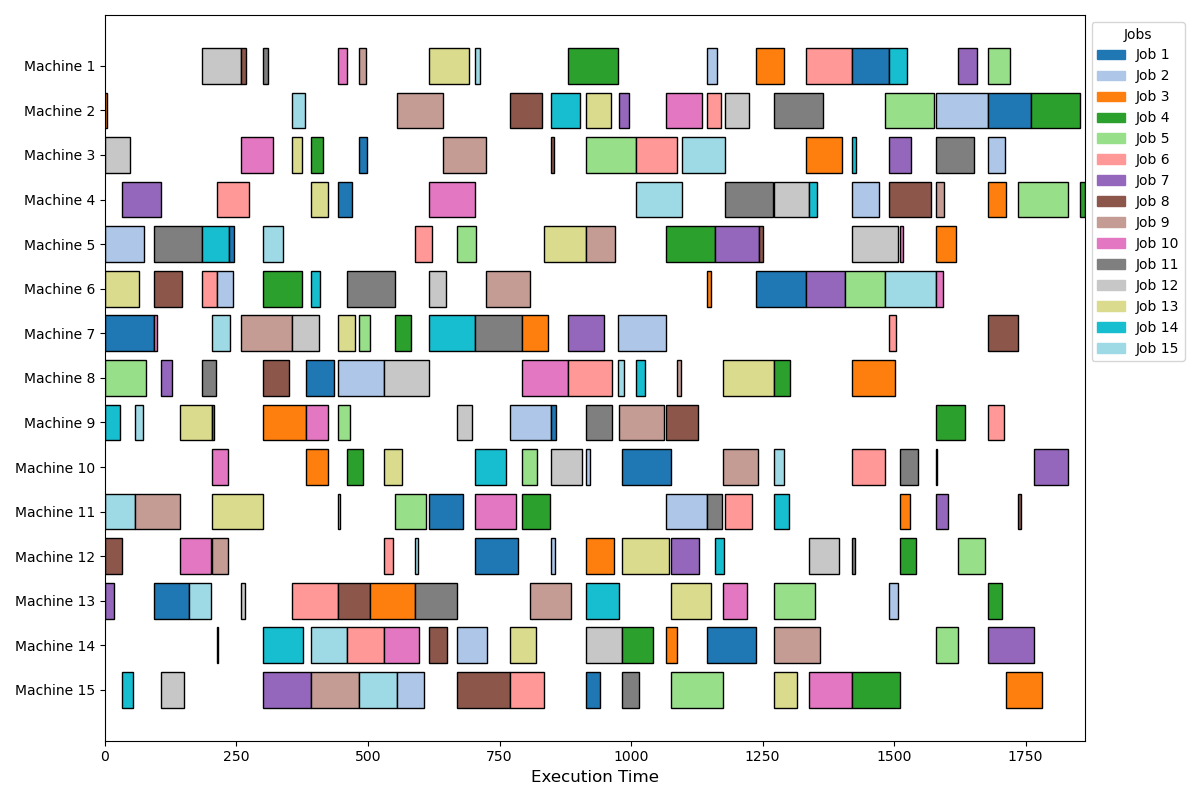 Machine 1
Machine 2
Machine 3
Machine 4
Machine 5
Machine 6
Machine 7
Machine 8
Machine 9
Machine 10
Machine 11
Machine 12
Machine 13
Machine 14
Machine 15
0 250 500 750 1000 1250 1500 1750
Execution Time
Jobs
Job 1
Job 2
Job 3
Job 4
Job 5
Job 6
Job 7
Job 8
Job 9
Job 10
Job 11
Job 12
Job 13
Job 14
Job 15